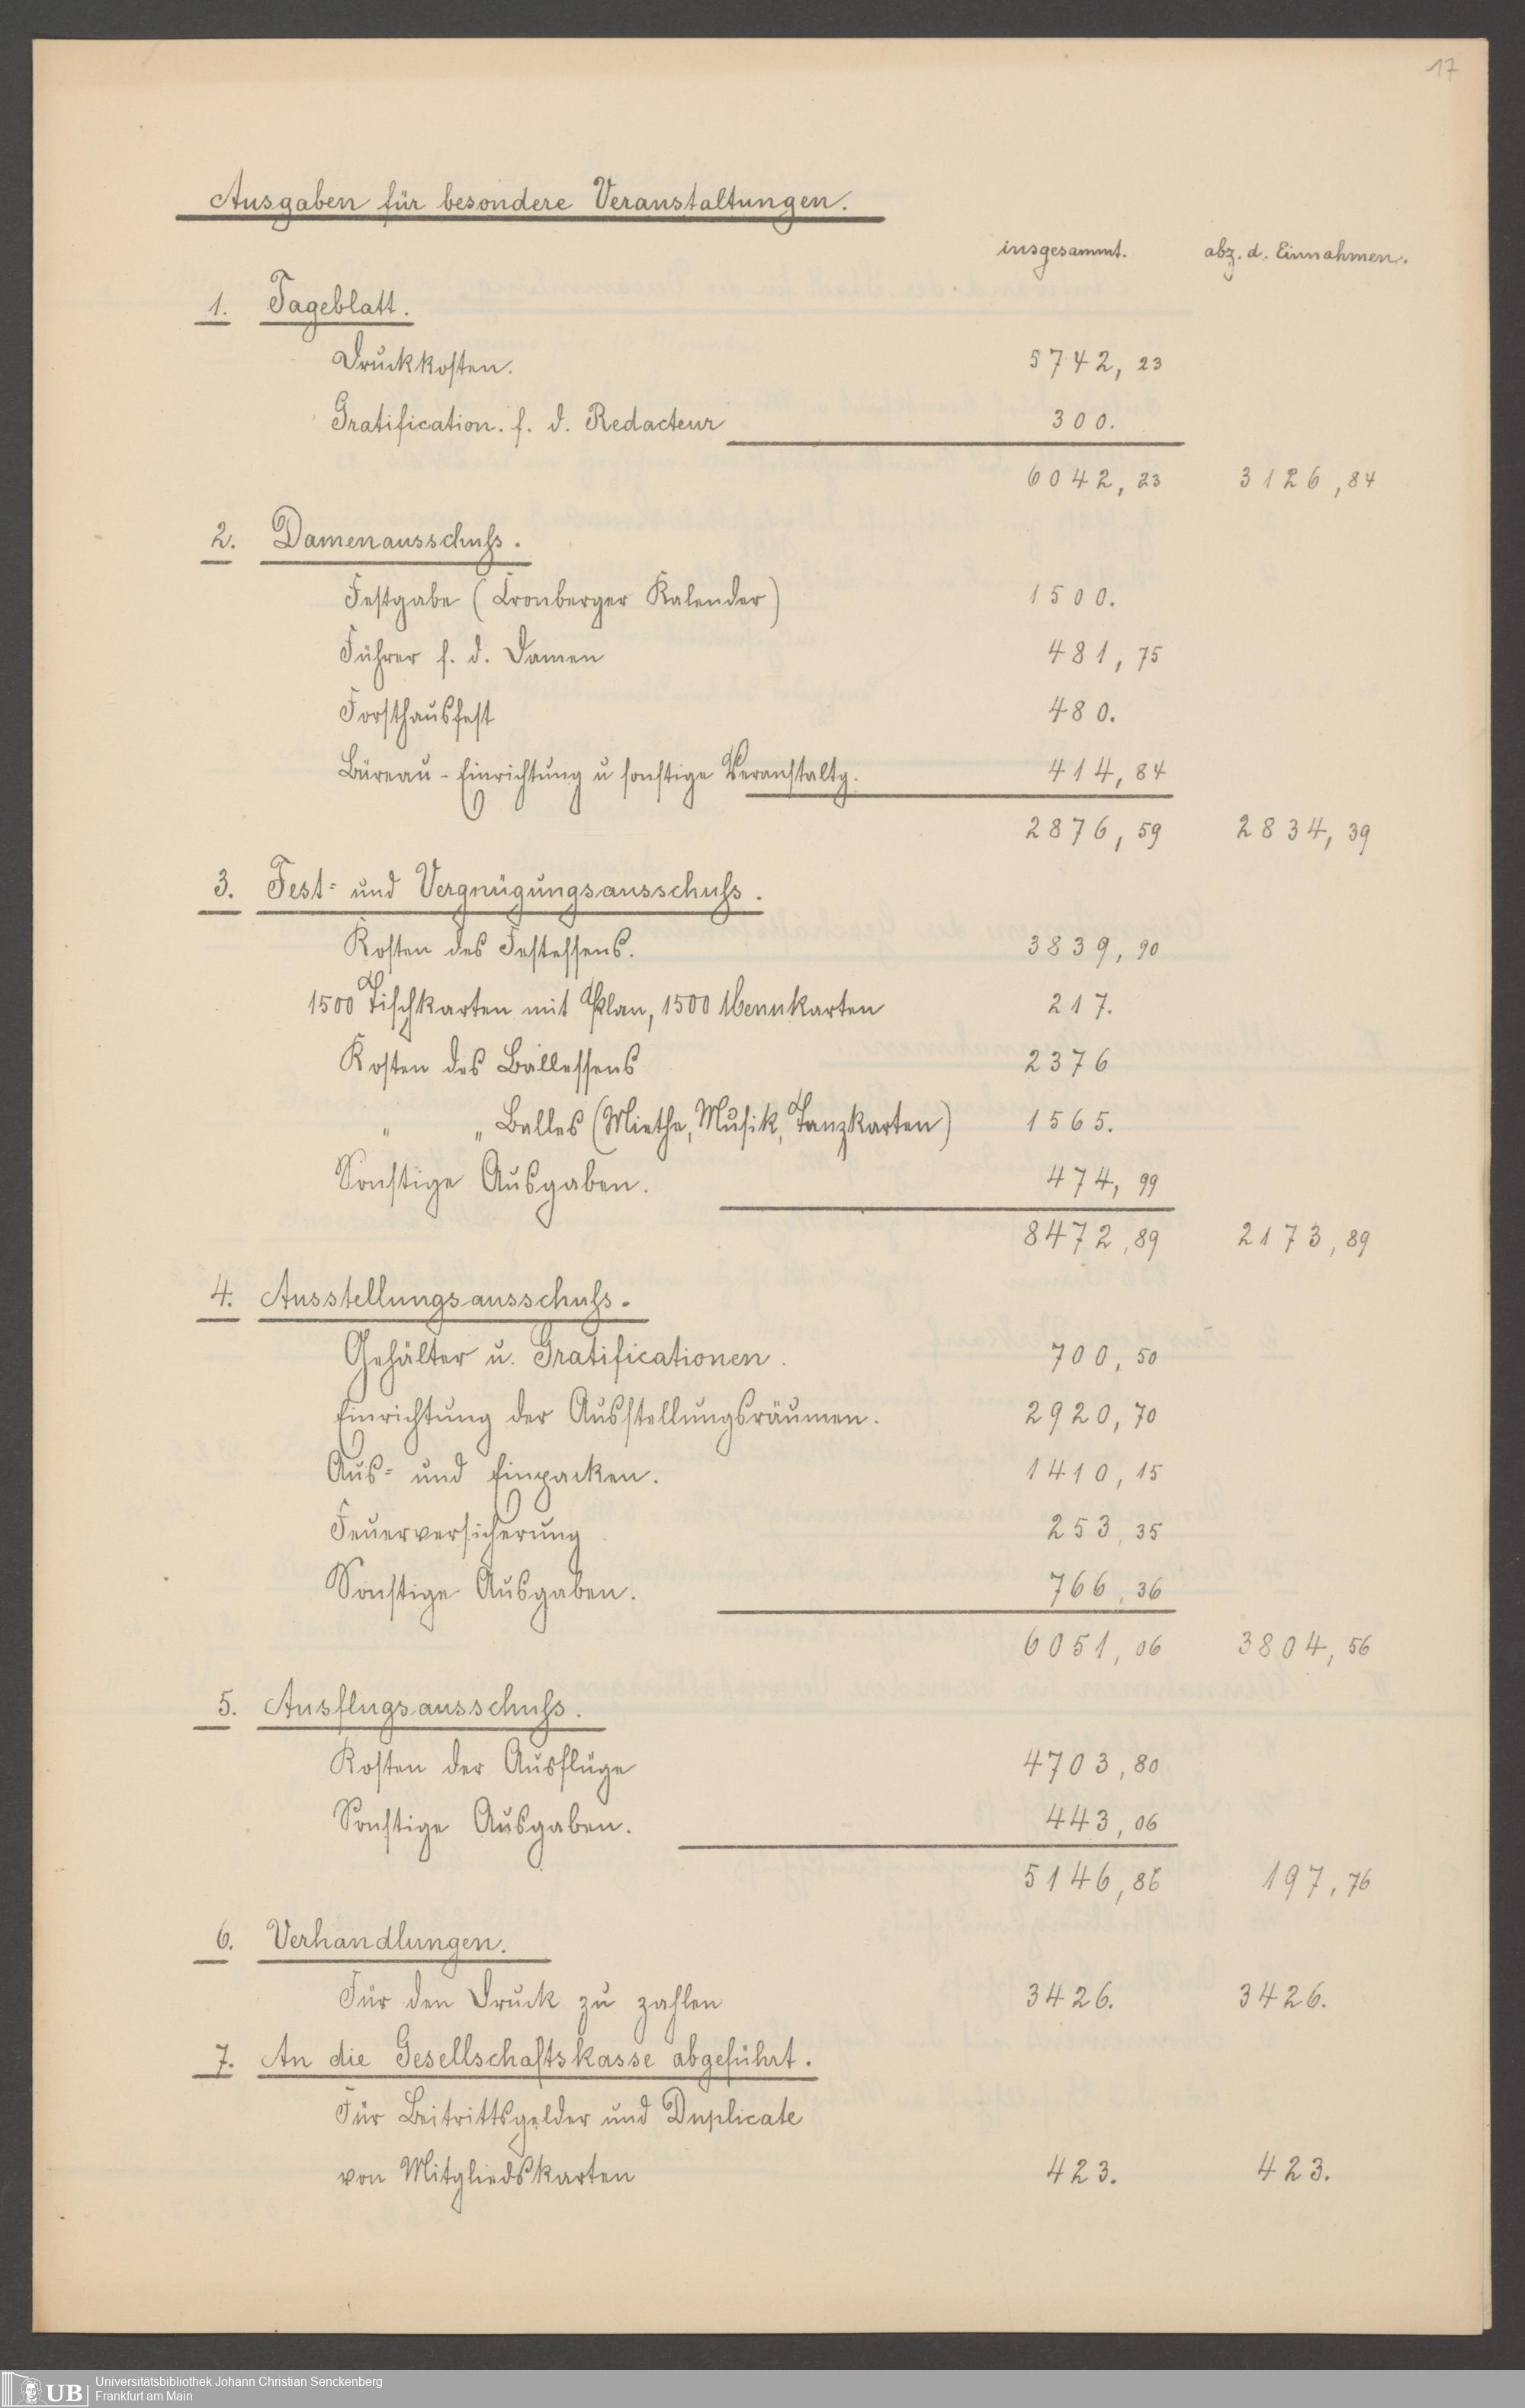 17
Ausgaben für besondere Veranstaltungen.
insgesammt. abz. d. Einnahmen.
1. Tageblatt.
Druckkosten. 5742,23
Gratification. f. d. Redacteur 300.
6042,23 3126,84
2. Damenausschuß.
Festgabe (Cronberger Kalender) 1500.
Führer f. d. Damen 481,75
Forsthausfest 480.
Büreau-Einrichtung u sonstige Veranstaltg. 414,84
2876,59 2834,39
3. Fest= und Vergnügungsausschuß.
Kosten des Festessens. 3839,90
1500 Tischkarten mit Plan, 1500 Menukarten 217.
Kosten des Ballessens 2376
" " Balles (Miethe, Musik, Tanzkarten) 1565.
Sonstige Ausgaben. 474,99
8472,89 2173,89
4. Ausstellungsausschuß.
Gehälter u. Gratificationen. 700,50
Einrichtung der Ausstellungsräumen. 2920,70
Aus= und Einpacken. 1410,15
Feuerversicherung 253,35
Sonstige Ausgaben. 766,36
6051,06 3804,56
5. Ausflugsausschuß.
Kosten der Ausflüge 4703,80
Sonstige Ausgaben. 443,06
5146,86 197,76
6. Verhandlungen.
Für den Druck zu zahlen 3426. 3426.
7. An die Gesellschaftskasse abgeführt.
Für Beitrittsgelder und Duplicate
von Mitgliedskarten 423. 423.
UB Universitätsbibliothek Johann Christian Senckenberg
Frankfurt am Main